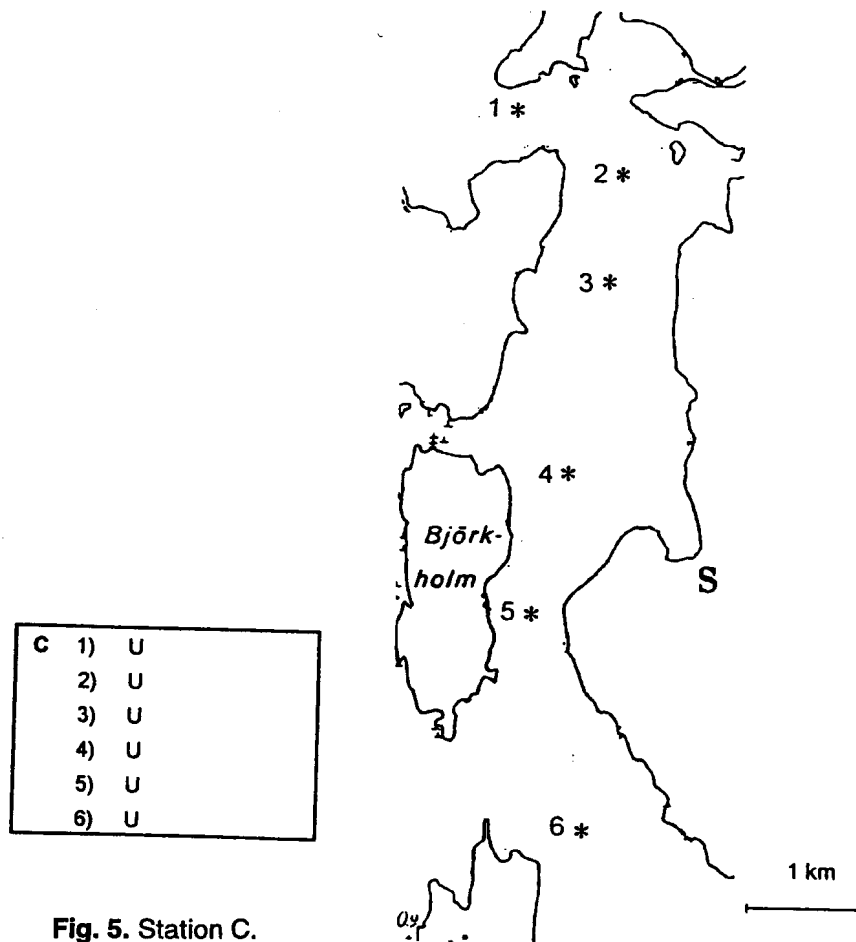 1 *
2 *
3 *
4 *
Björk-
holm
S
5 *
C 1) U
2) U
3) U
4) U
5) U
6) U
6 *
1 km
Fig. 5. Station C.